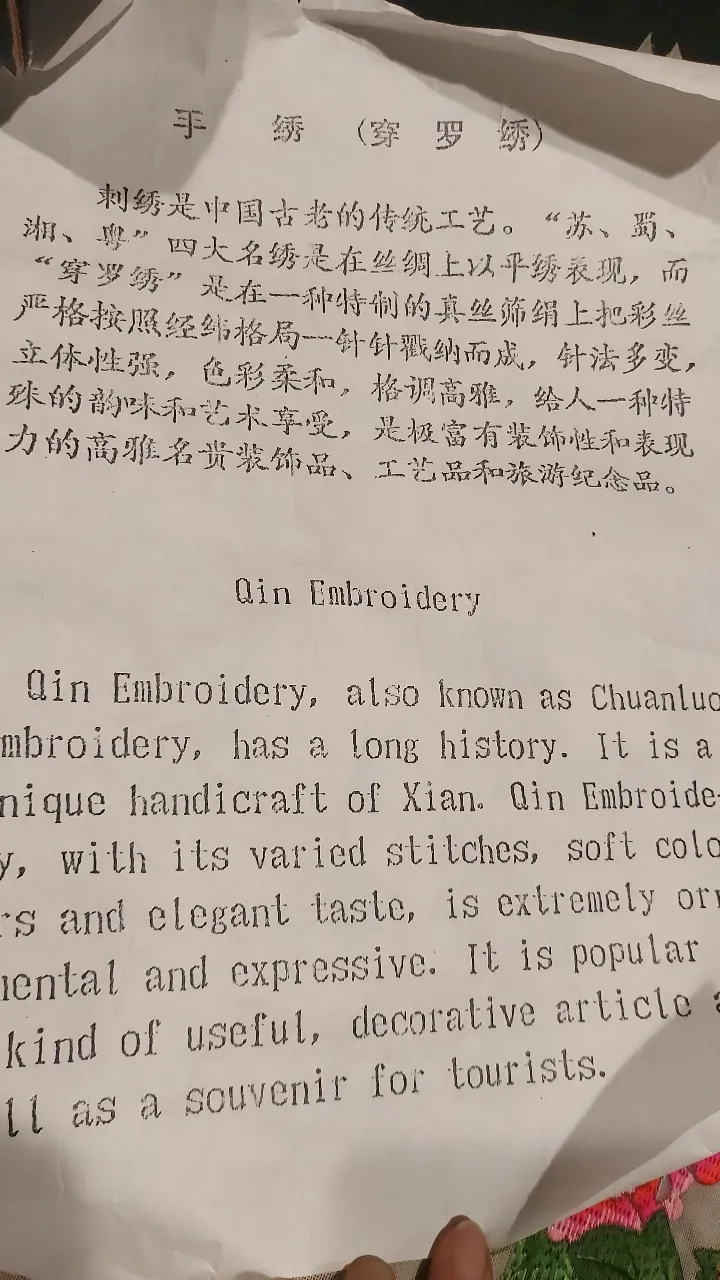 手 绣 (穿 罗 绣)
刺绣是中国古老的传统工艺。“苏、蜀、
湘、粤”四大名绣是在丝绸上以平绣表现，而
“穿罗绣”是在一种特制的真丝筛绢上把彩丝
严格按照经纬格局一针针戳纳而成，针法多变，
立体性强，色彩柔和，格调高雅，给人一种特
殊的韵味和艺术享受，是极富有装饰性和表现
力的高雅名贵装饰品、工艺品和旅游纪念品。
Qin Embroidery
Qin Embroidery, also known as Chuanluo
mbroidery, has a long history. It is a
nique handicraft of Xian. Qin Embroide-
y, with its varied stitches, soft colo
rs and elegant taste, is extremely orn
mental and expressive. It is popular
kind of useful, decorative article a
ll as a souvenir for tourists.